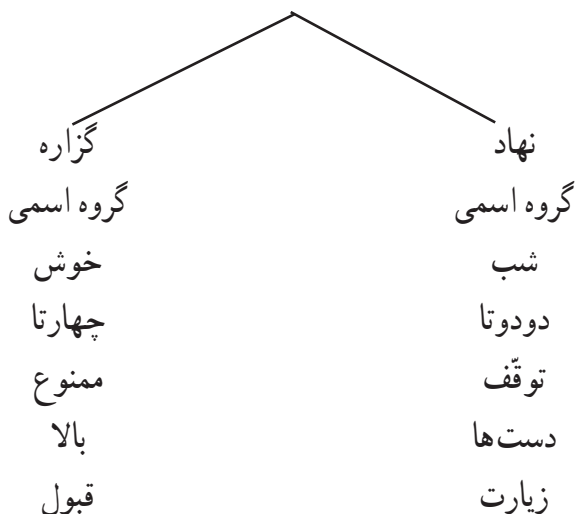 نهاد گزاره
گروه اسمی گروه اسمی
شب خوش
دودوتا چهارتا
توقّف ممنوع
دست‌ها بالا
زیارت قبول